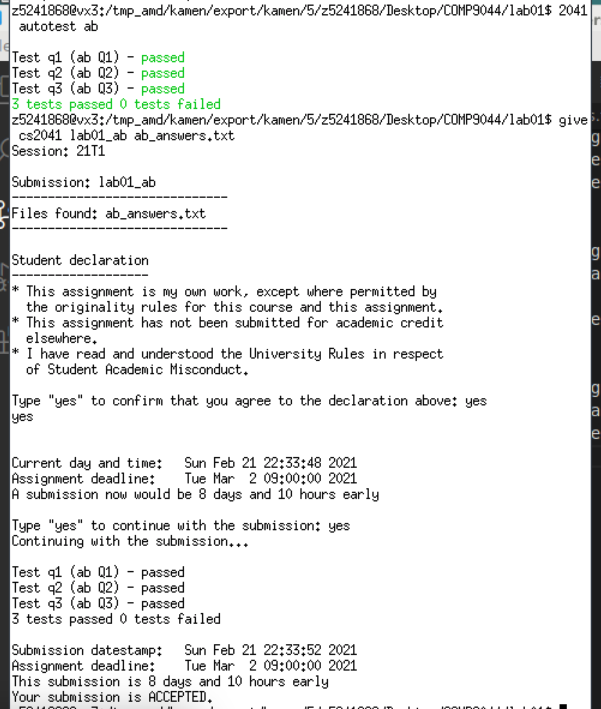 z5241868@vx3:/tmp_amd/kamen/export/kamen/5/z5241868/Desktop/COMP9044/lab01$ 2041
 autotest ab
Test q1 (ab Q1) - passed
Test q2 (ab Q2) - passed
Test q3 (ab Q3) - passed
3 tests passed 0 tests failed
z5241868@vx3:/tmp_amd/kamen/export/kamen/5/z5241868/Desktop/COMP9044/lab01$ give
 cs2041 lab01_ab ab_answers.txt
Session: 21T1
Submission: lab01_ab
------------------------------
Files found: ab_answers.txt
------------------------------
Student declaration
-------------------
* This assignment is my own work, except where permitted by
  the originality rules for this course and this assignment.
* This assignment has not been submitted for academic credit
  elsewhere.
* I have read and understood the University Rules in respect
  of Student Academic Misconduct.
Type "yes" to confirm that you agree to the declaration above: yes
yes
Current day and time:   Sun Feb 21 22:33:48 2021
Assignment deadline:    Tue Mar  2 09:00:00 2021
A submission now would be 8 days and 10 hours early
Type "yes" to continue with the submission: yes
Continuing with the submission...
Test q1 (ab Q1) - passed
Test q2 (ab Q2) - passed
Test q3 (ab Q3) - passed
3 tests passed 0 tests failed
Submission datestamp:   Sun Feb 21 22:33:52 2021
Assignment deadline:    Tue Mar  2 09:00:00 2021
This submission is 8 days and 10 hours early
Your submission is ACCEPTED.